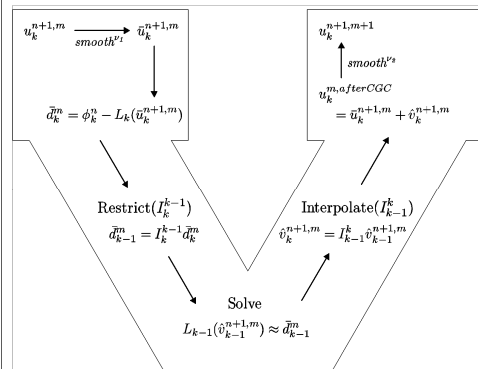 u_k^{n+1,m} smooth^{ν_1} ū_k^{n+1,m}
d̄_k^m = ϕ_k^n − L_k(ū_k^{n+1,m})
Restrict(I_k^{k−1})
d̄_{k−1}^m = I_k^{k−1} d̄_k^m
Solve
L_{k−1}(v̂_{k−1}^{n+1,m}) ≈ d̄_{k−1}^m
Interpolate(I_{k−1}^k)
v̂_k^{n+1,m} = I_{k−1}^k v̂_{k−1}^{n+1,m}
u_k^{m,afterCGC}
= ū_k^{n+1,m} + v̂_k^{n+1,m}
smooth^{ν_2}
u_k^{n+1,m+1}